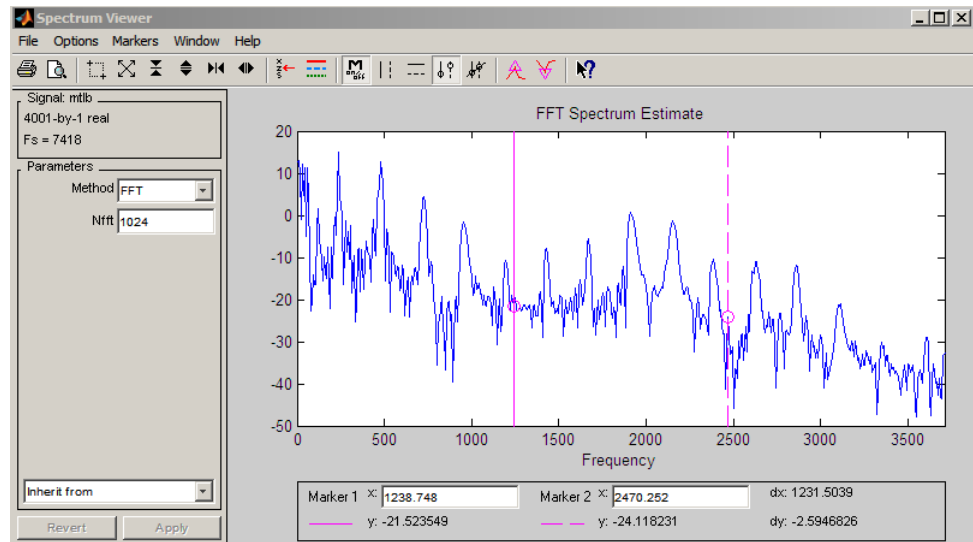 Spectrum Viewer
File Options Markers Window Help
Signal: mtlb
4001-by-1 real
Fs = 7418
Parameters
Method FFT
Nfft 1024
Inherit from
Revert Apply
FFT Spectrum Estimate
20
10
0
-10
-20
-30
-40
-50
0 500 1000 1500 2000 2500 3000 3500
Frequency
Marker 1 x: 1238.748 Marker 2 x: 2470.252 dx: 1231.5039
y: -21.523549 y: -24.118231 dy: -2.5946826